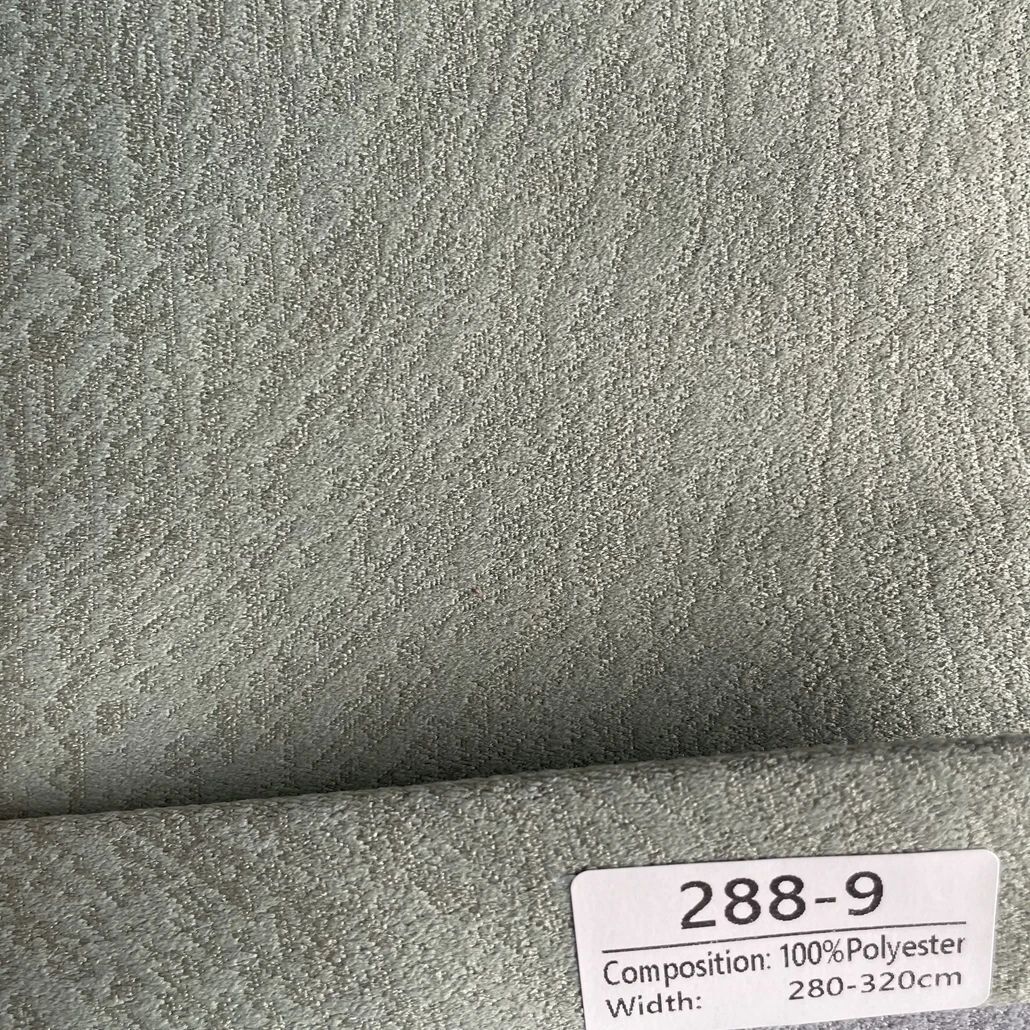 288-9
Composition: 100%Polyester
Width: 280-320cm